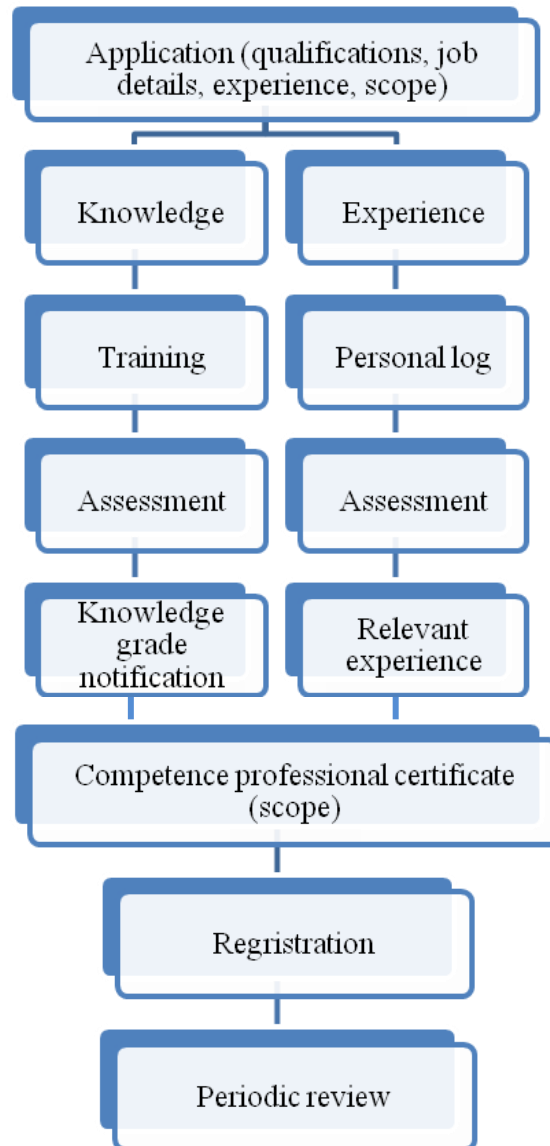 Application (qualifications, job
details, experience, scope)
Knowledge
Experience
Training
Personal log
Assessment
Assessment
Knowledge
grade
notification
Relevant
experience
Competence professional certificate
(scope)
Regristration
Periodic review